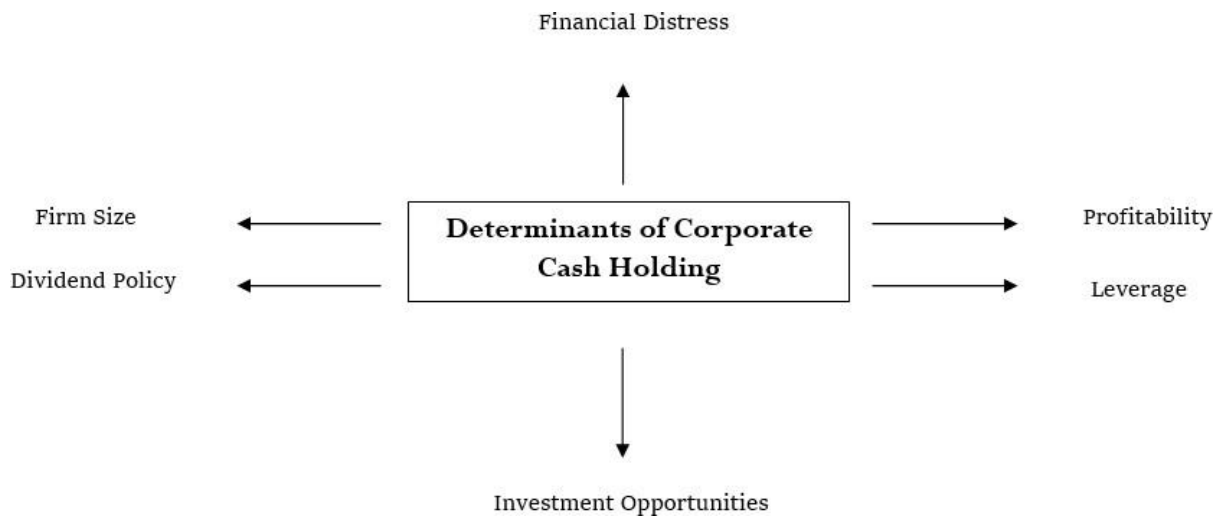 Financial Distress
Firm Size
Determinants of Corporate
Cash Holding
Profitability
Dividend Policy
Leverage
Investment Opportunities